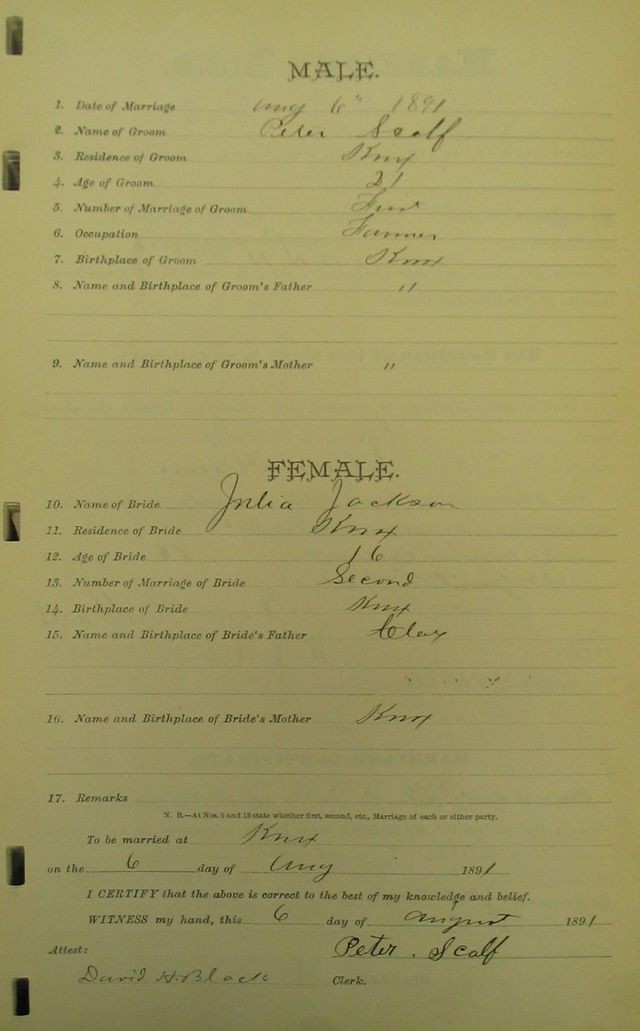 MALE.
1. Date of Marriage Aug 6" 1891
2. Name of Groom Peter Scalf
3. Residence of Groom Knox
4. Age of Groom 21
5. Number of Marriage of Groom First
6. Occupation Farmer
7. Birthplace of Groom Knox
8. Name and Birthplace of Groom's Father "
9. Name and Birthplace of Groom's Mother "
FEMALE.
10. Name of Bride Julia Jackson
11. Residence of Bride Knox
12. Age of Bride 16
13. Number of Marriage of Bride Second
14. Birthplace of Bride Knox
15. Name and Birthplace of Bride's Father Clay
16. Name and Birthplace of Bride's Mother Knox
17. Remarks
N. B.—At Nos. 5 and 13 state whether first, second, etc., Marriage of each or either party.
To be married at Knox
on the 6 day of Aug 1891
I CERTIFY that the above is correct to the best of my knowledge and belief.
WITNESS my hand, this 6 day of August 1891
Attest: Peter Scalf
David H. Black Clerk.